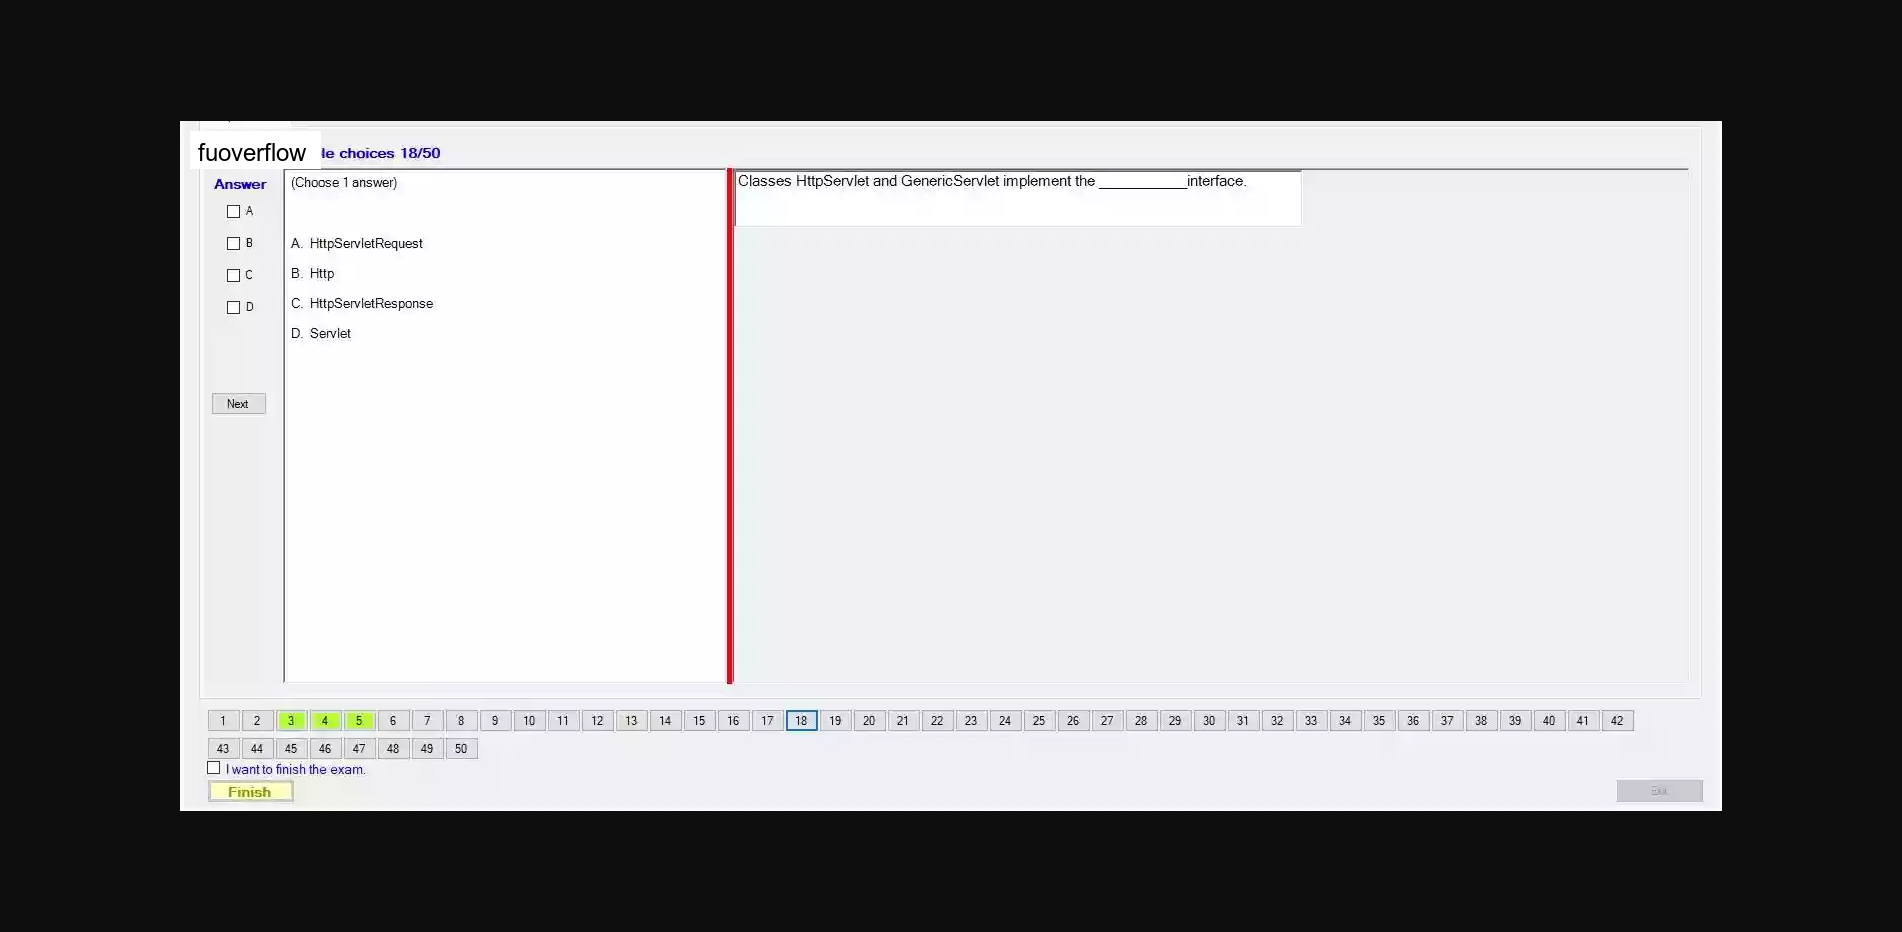 fuoverflow
le choices 18/50
Answer
(Choose 1 answer)
Classes HttpServlet and GenericServlet implement the ___________interface.
A
B
C
D
A. HttpServletRequest
B. Http
C. HttpServletResponse
D. Servlet
Next
1 2 3 4 5 6 7 8 9 10 11 12 13 14 15 16 17 18 19 20 21 22 23 24 25 26 27 28 29 30 31 32 33 34 35 36 37 38 39 40 41 42
43 44 45 46 47 48 49 50
I want to finish the exam.
Finish
Exit